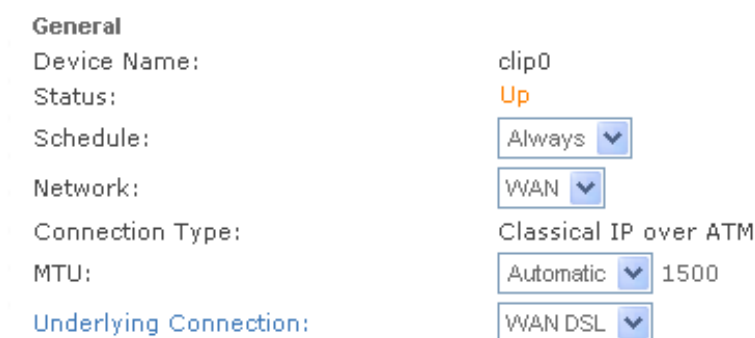 General
Device Name: clip0
Status: Up
Schedule: Always
Network: WAN
Connection Type: Classical IP over ATM
MTU: Automatic 1500
Underlying Connection: WAN DSL